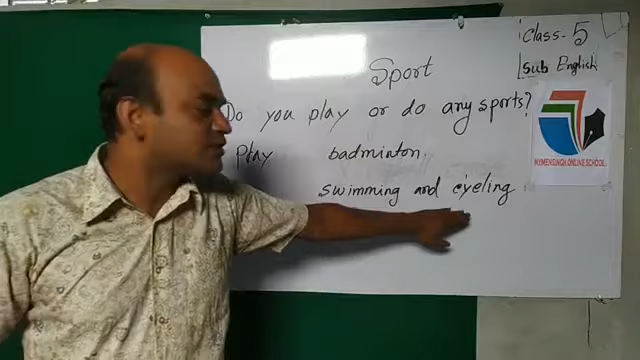 Class-5
Sub English
Sport
Do you play or do any sports?
Play badminton.
swimming and cycling
MYMENSINGH ONLINE SCHOOL